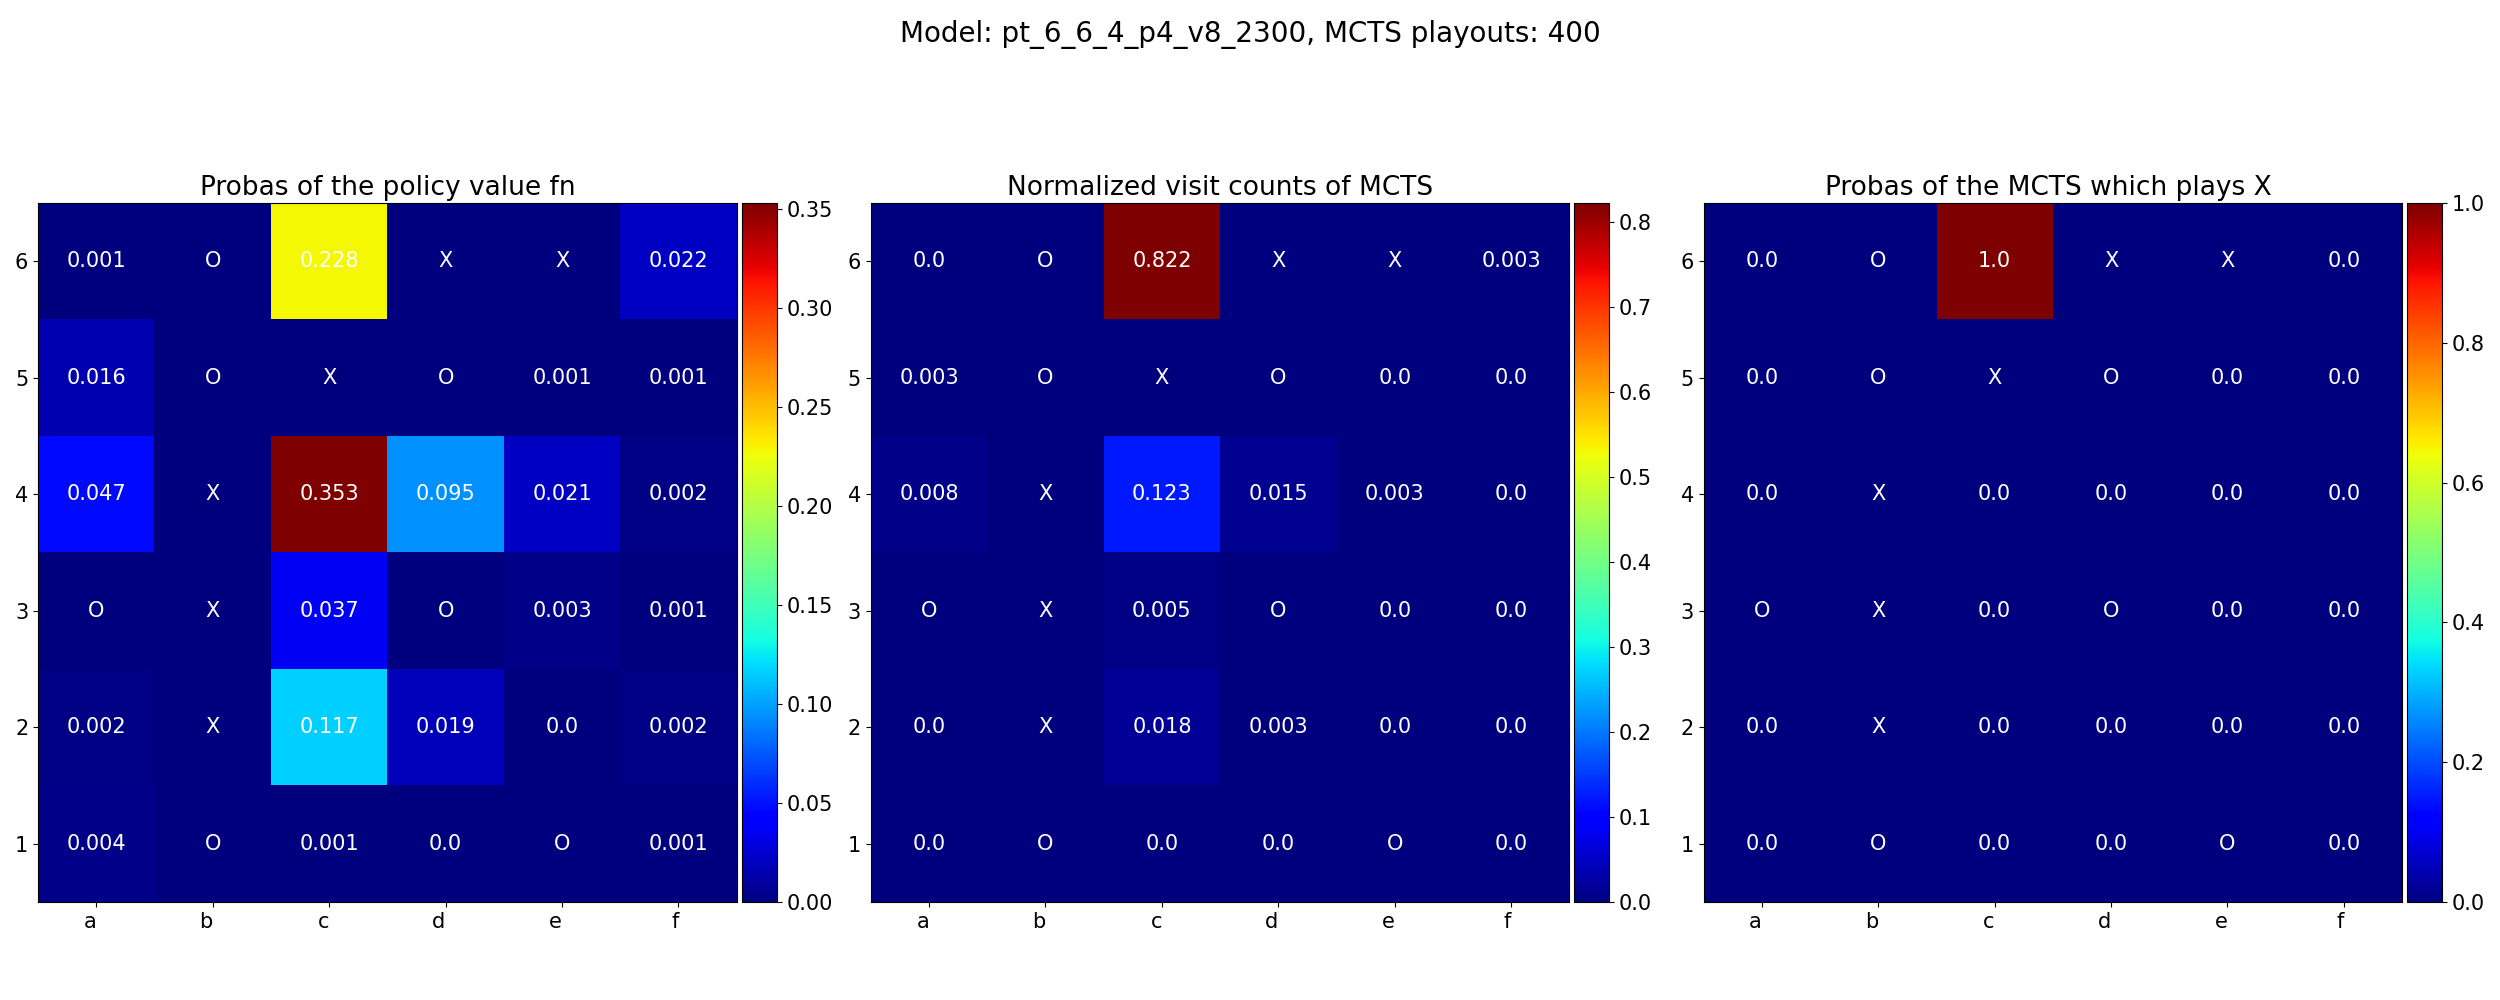 Model: pt_6_6_4_p4_v8_2300, MCTS playouts: 400
Probas of the policy value fn
6 0.001 O 0.228 X X 0.022
5 0.016 O X O 0.001 0.001
4 0.047 X 0.353 0.095 0.021 0.002
3 O X 0.037 O 0.003 0.001
2 0.002 X 0.117 0.019 0.0 0.002
1 0.004 O 0.001 0.0 O 0.001
a b c d e f
0.35
0.30
0.25
0.20
0.15
0.10
0.05
0.00
Normalized visit counts of MCTS
6 0.0 O 0.822 X X 0.003
5 0.003 O X O 0.0 0.0
4 0.008 X 0.123 0.015 0.003 0.0
3 O X 0.005 O 0.0 0.0
2 0.0 X 0.018 0.003 0.0 0.0
1 0.0 O 0.0 0.0 O 0.0
a b c d e f
0.8
0.7
0.6
0.5
0.4
0.3
0.2
0.1
0.0
Probas of the MCTS which plays X
6 0.0 O 1.0 X X 0.0
5 0.0 O X O 0.0 0.0
4 0.0 X 0.0 0.0 0.0 0.0
3 O X 0.0 O 0.0 0.0
2 0.0 X 0.0 0.0 0.0 0.0
1 0.0 O 0.0 0.0 O 0.0
a b c d e f
1.0
0.8
0.6
0.4
0.2
0.0